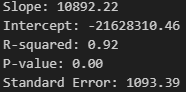 Slope: 10892.22
Intercept: -21628310.46
R-squared: 0.92
P-value: 0.00
Standard Error: 1093.39